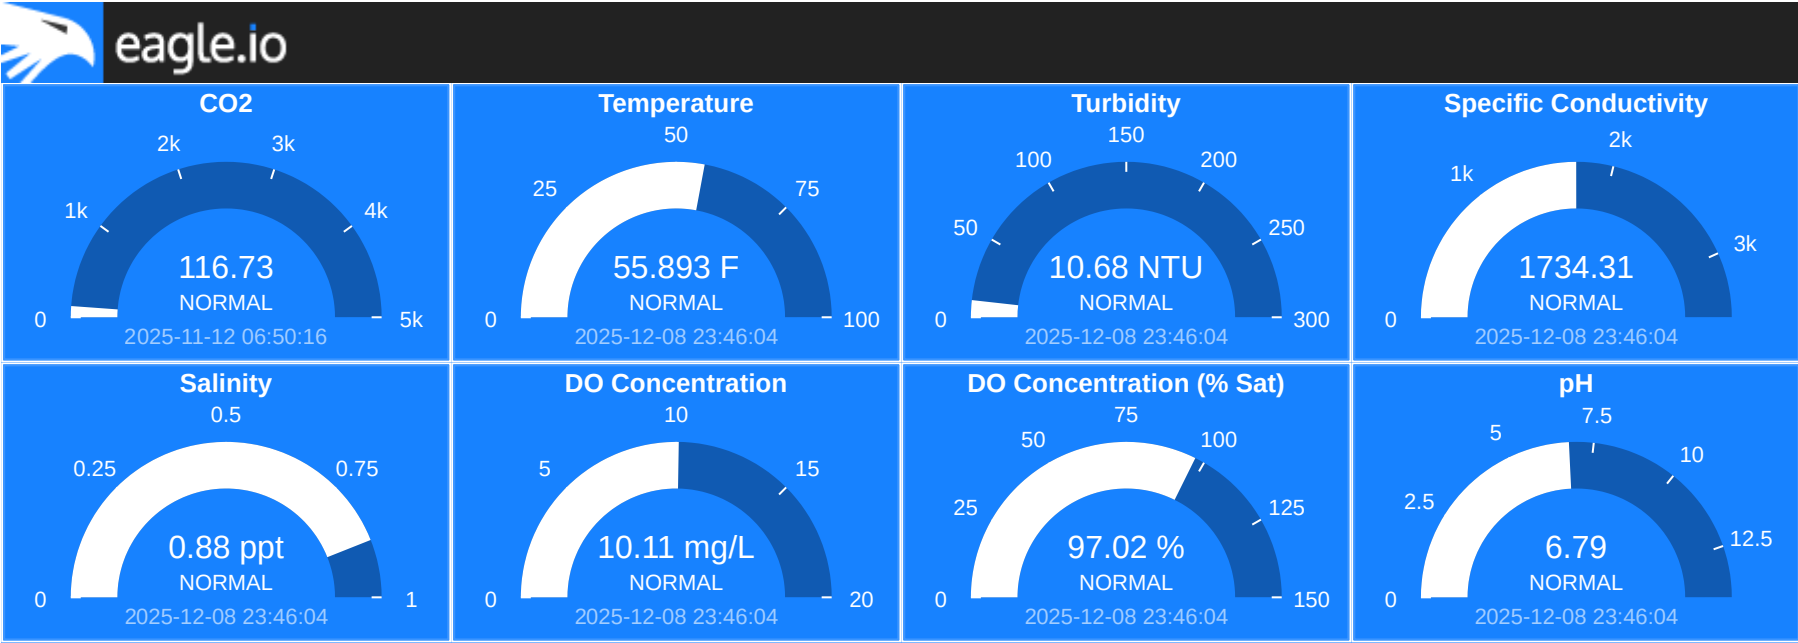 eagle.io
CO2
0
1k
2k
3k
4k
5k
116.73
NORMAL
2025-11-12 06:50:16
Temperature
0
25
50
75
100
55.893 F
NORMAL
2025-12-08 23:46:04
Turbidity
0
50
100
150
200
250
300
10.68 NTU
NORMAL
2025-12-08 23:46:04
Specific Conductivity
0
1k
2k
3k
1734.31
NORMAL
2025-12-08 23:46:04
Salinity
0
0.25
0.5
0.75
1
0.88 ppt
NORMAL
2025-12-08 23:46:04
DO Concentration
0
5
10
15
20
10.11 mg/L
NORMAL
2025-12-08 23:46:04
DO Concentration (% Sat)
0
25
50
75
100
125
150
97.02 %
NORMAL
2025-12-08 23:46:04
pH
0
2.5
5
7.5
10
12.5
6.79
NORMAL
2025-12-08 23:46:04